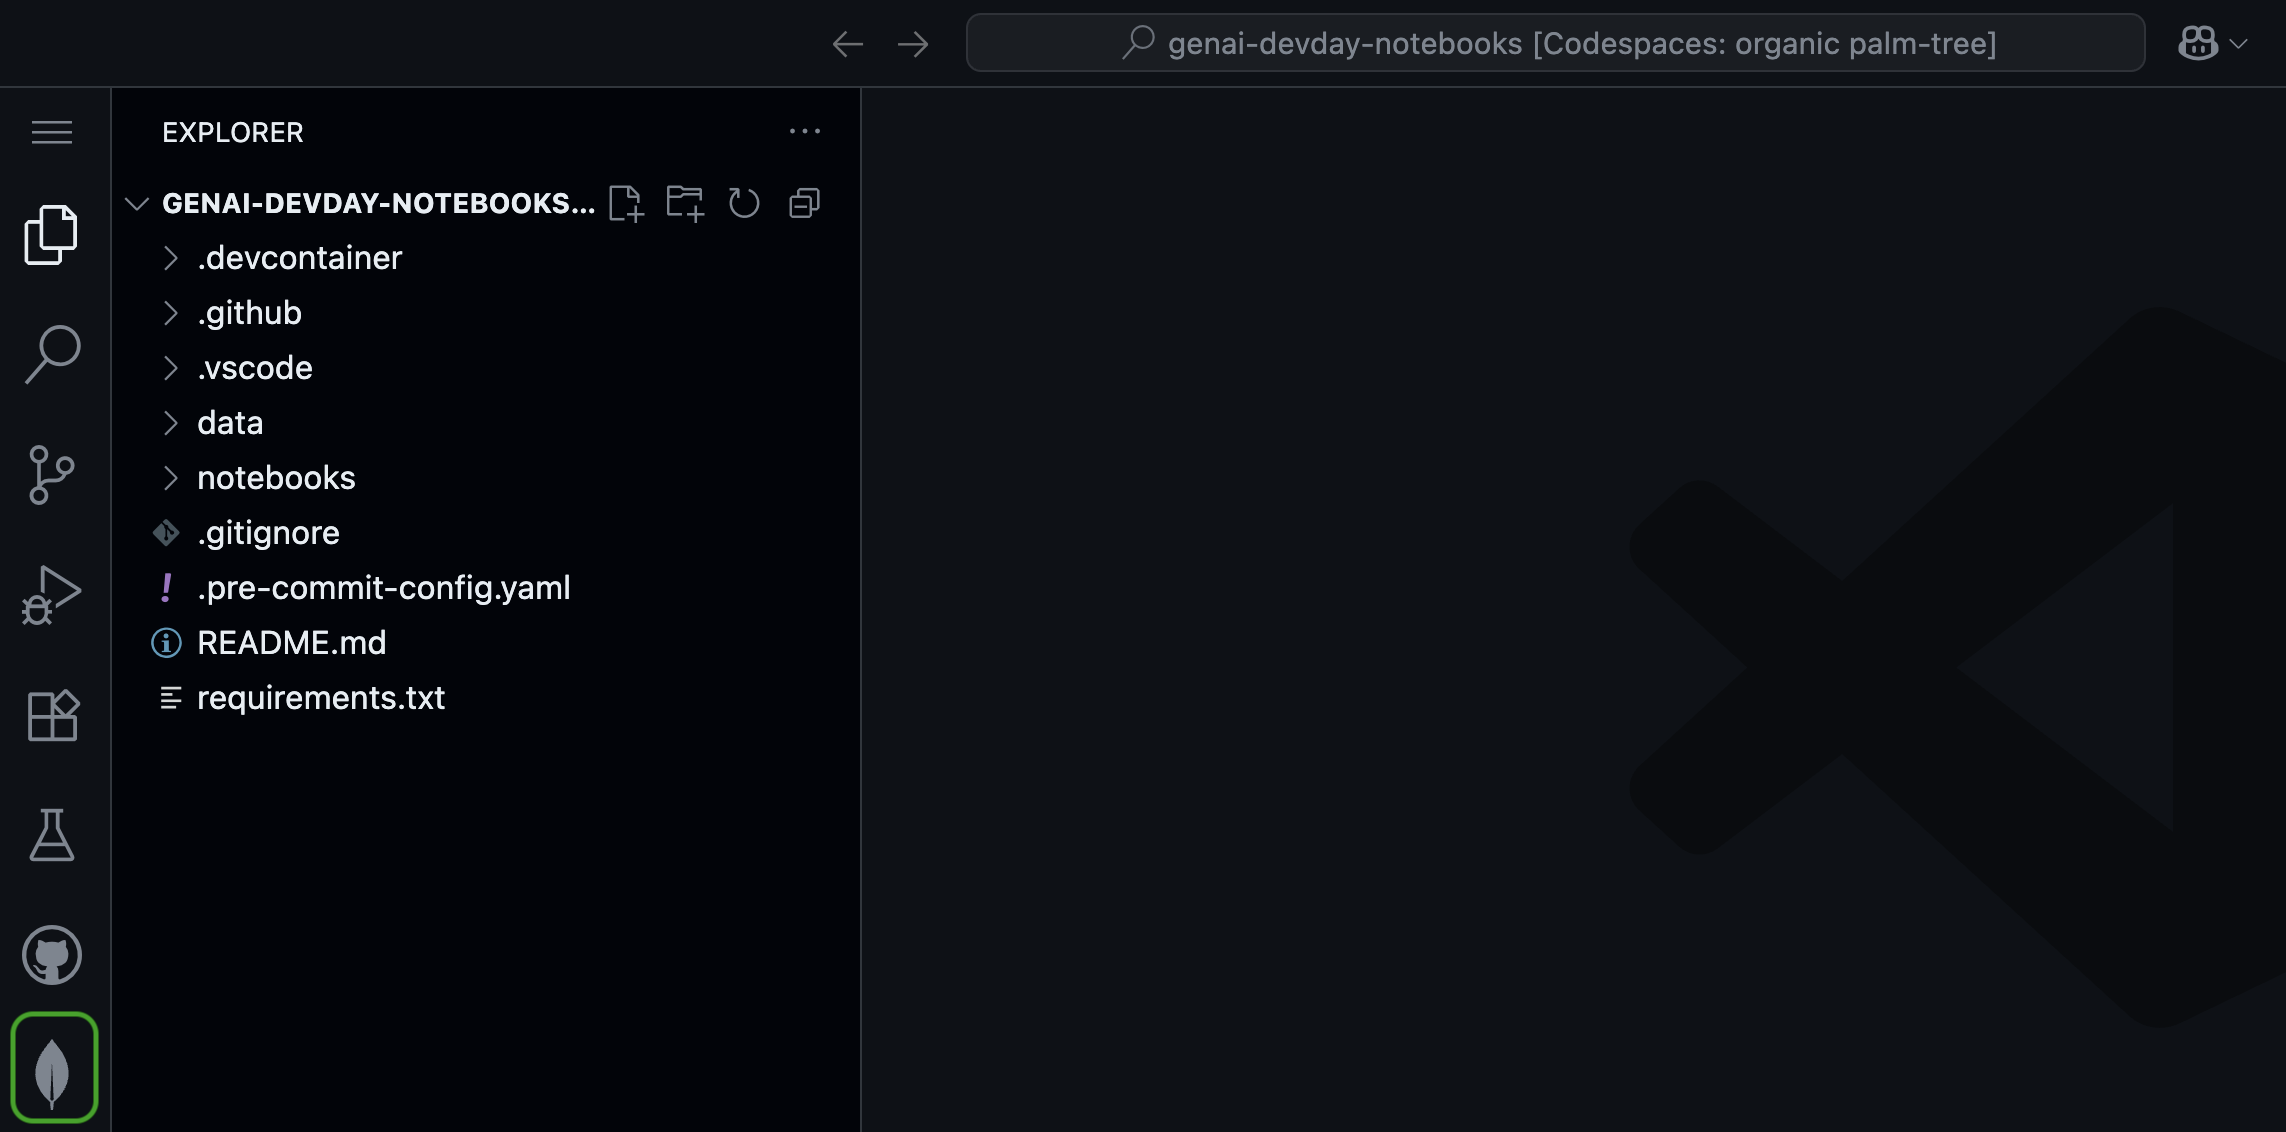 genai-devday-notebooks [Codespaces: organic palm-tree]
EXPLORER
GENAI-DEVDAY-NOTEBOOKS...
.devcontainer
.github
.vscode
data
notebooks
.gitignore
.pre-commit-config.yaml
README.md
requirements.txt